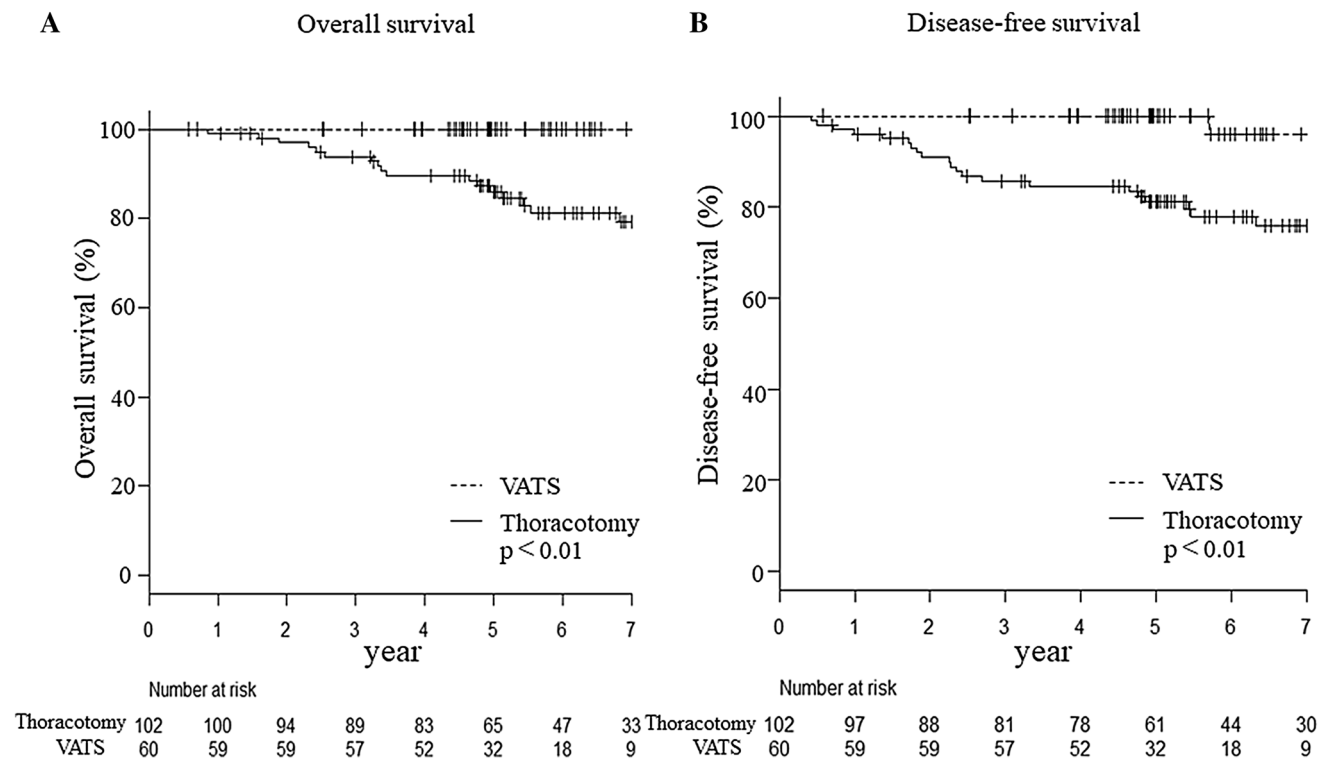 A Overall survival
100
80
60
40
20
0
Overall survival (%)
VATS
Thoracotomy
p < 0.01
0 1 2 3 4 5 6 7
year
Number at risk
Thoracotomy 102 100 94 89 83 65 47 33
VATS 60 59 59 57 52 32 18 9
B Disease-free survival
100
80
60
40
20
0
Disease-free survival (%)
VATS
Thoracotomy
p < 0.01
0 1 2 3 4 5 6 7
year
Number at risk
Thoracotomy 102 97 88 81 78 61 44 30
VATS 60 59 59 57 52 32 18 9